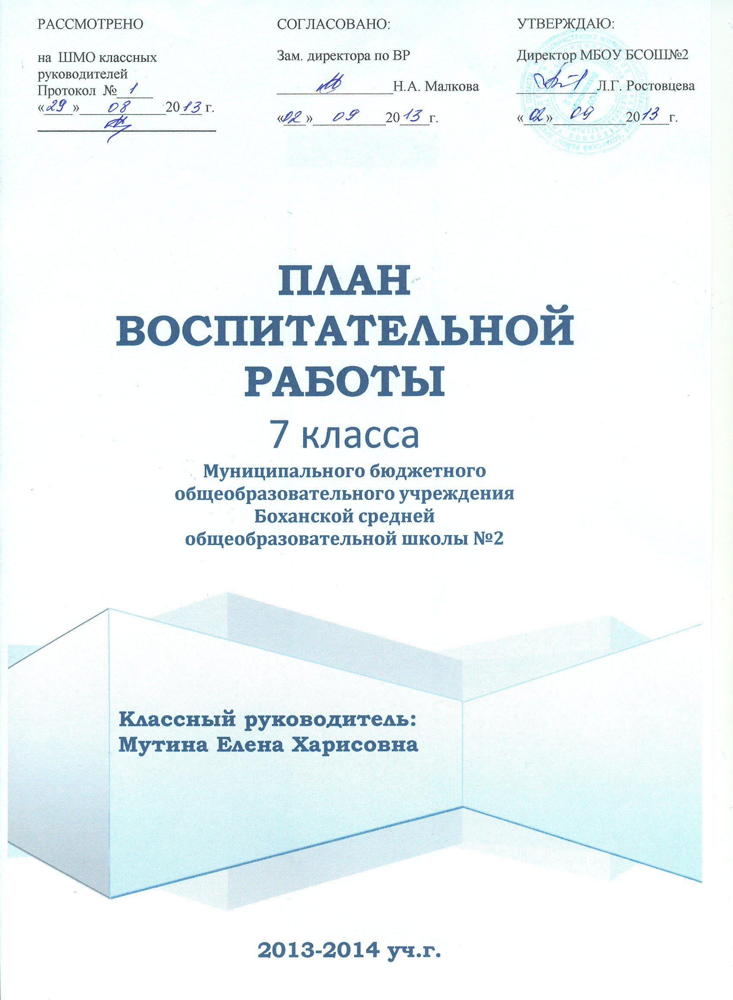 РАССМОТРЕНО
на ШМО классных
руководителей
Протокол №1
«29» 08 2013 г.
СОГЛАСОВАНО:
Зам. директора по ВР
Н.А. Малкова
«02» 09 2013 г.
УТВЕРЖДАЮ:
Директор МБОУ БСОШ№2
Л.Г. Ростовцева
«02» 09 2013 г.
ПЛАН
ВОСПИТАТЕЛЬНОЙ
РАБОТЫ
7 класса
Муниципального бюджетного
общеобразовательного учреждения
Боханской средней
общеобразовательной школы №2
Классный руководитель:
Мутина Елена Харисовна
2013-2014 уч.г.